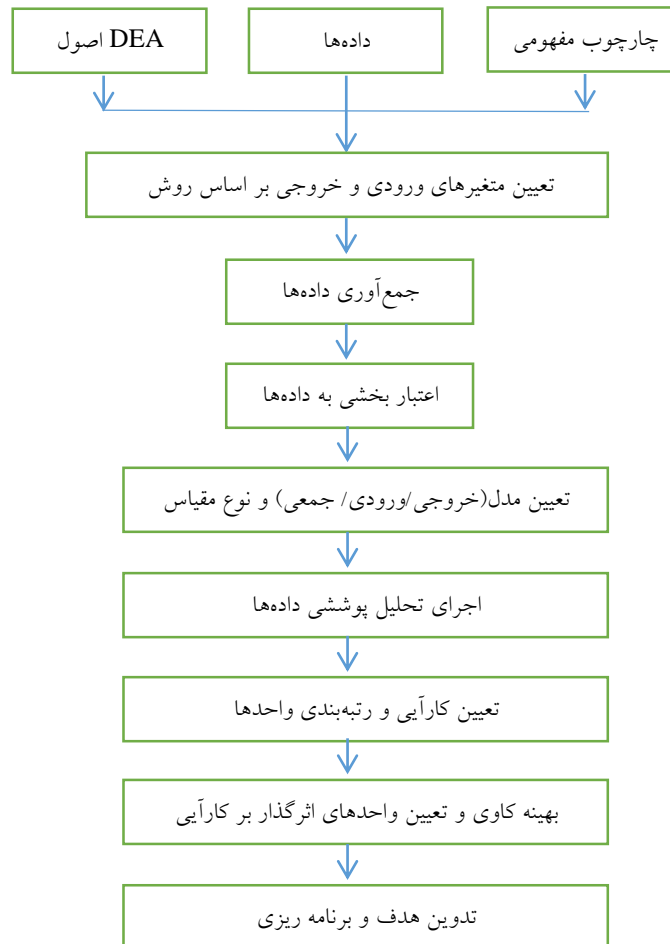 چارچوب مفهومی
داده‌ها
اصول DEA
تعیین متغیرهای ورودی و خروجی بر اساس روش
جمع‌آوری داده‌ها
اعتبار بخشی به داده‌ها
تعیین مدل(خروجی/ورودی/ جمعی) و نوع مقیاس
اجرای تحلیل پوششی داده‌ها
تعیین کارآیی و رتبه‌بندی واحدها
بهینه کاوی و تعیین واحدهای اثرگذار بر کارآیی
تدوین هدف و برنامه ریزی